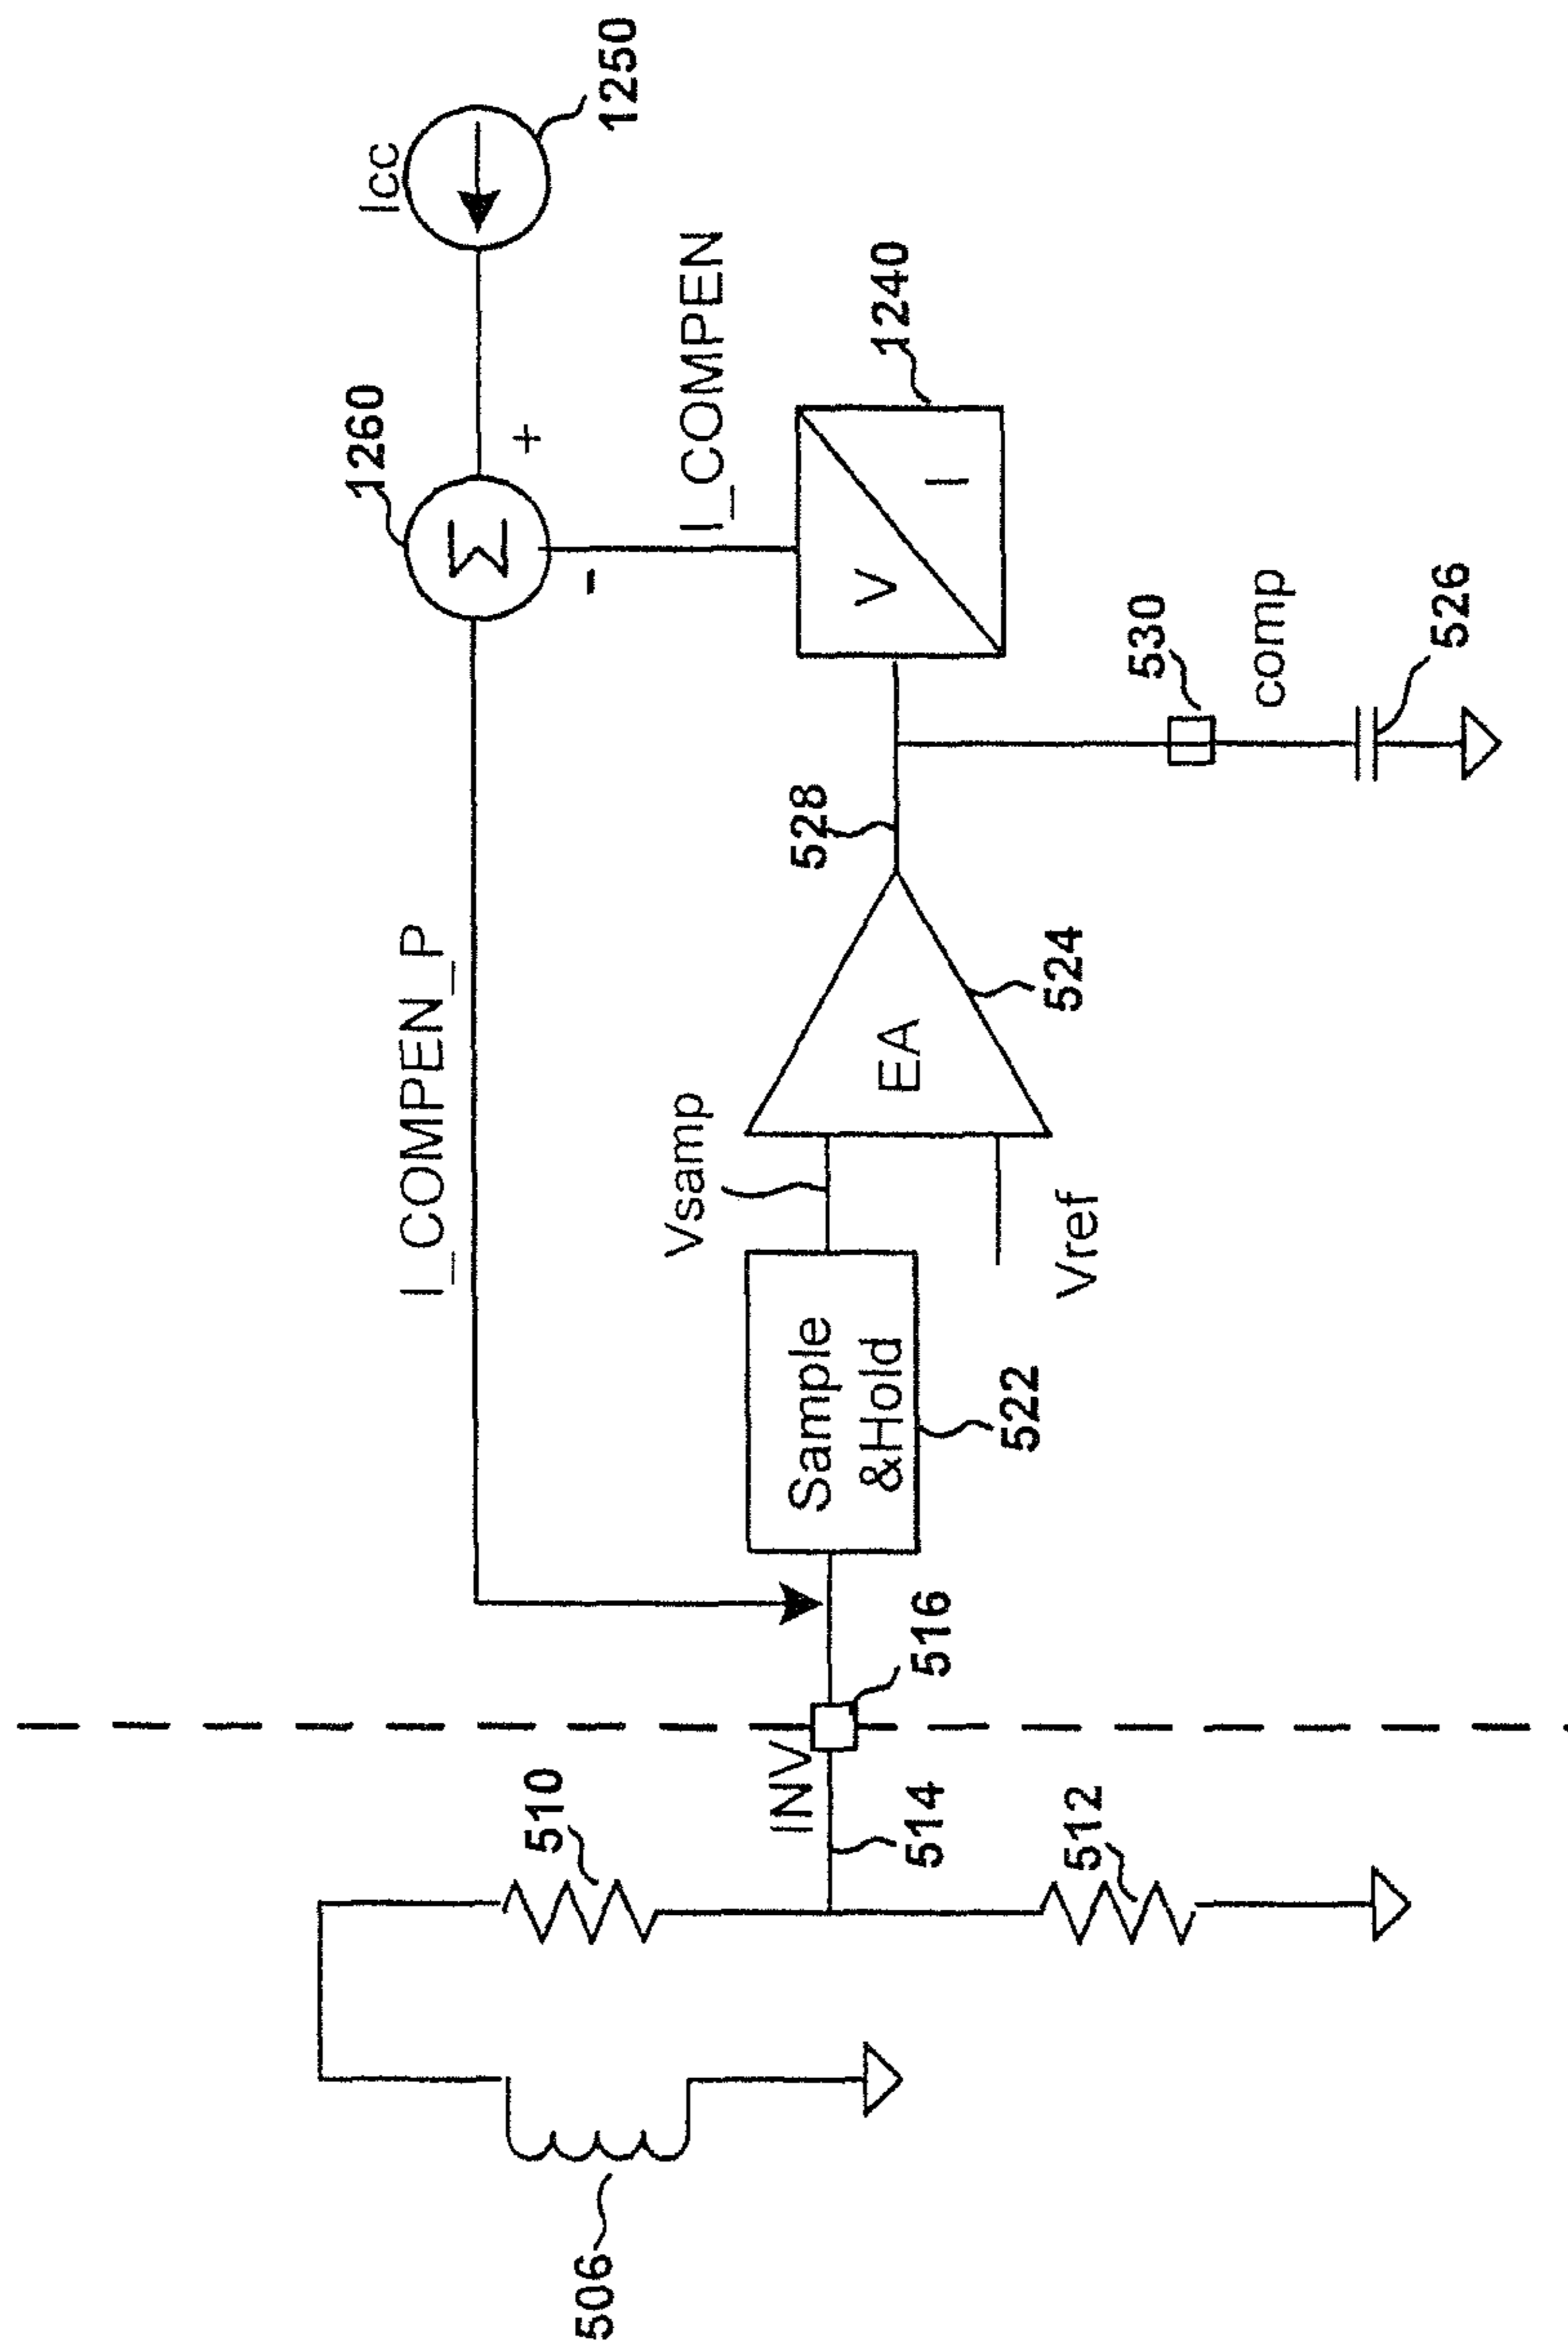 Icc
1250
1260
+
-
I_COMPEN_P
I_COMPEN
Σ
V
I
1240
Vsamp
528
530
comp
526
EA
524
Vref
Sample
&Hold
522
516
INV
514
510
512
506